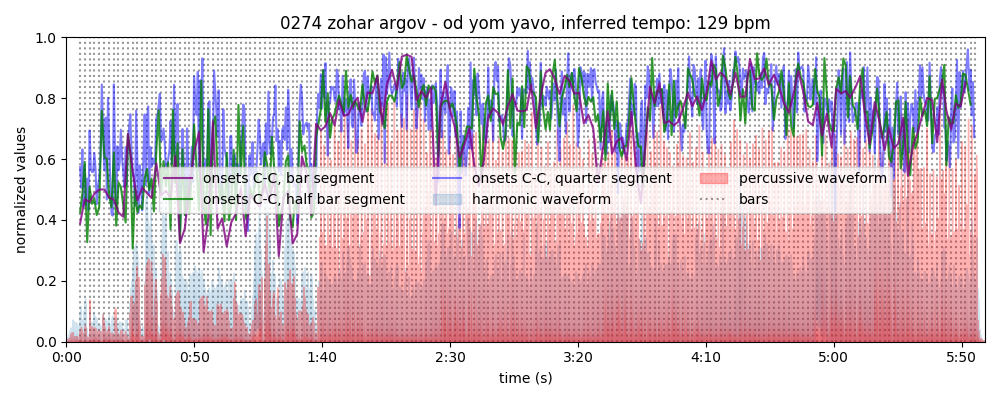 0274 zohar argov - od yom yavo, inferred tempo: 129 bpm
1.0
0.8
0.6
0.4
0.2
0.0
normalized values
onsets C-C, bar segment
onsets C-C, half bar segment
onsets C-C, quarter segment
harmonic waveform
percussive waveform
bars
0:00 0:50 1:40 2:30 3:20 4:10 5:00 5:50
time (s)